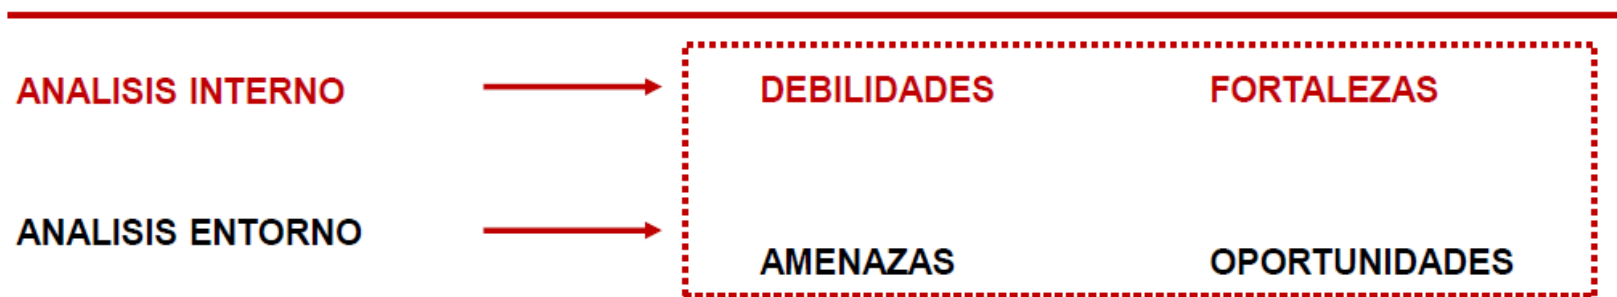 ANALISIS INTERNO DEBILIDADES FORTALEZAS
ANALISIS ENTORNO
AMENAZAS OPORTUNIDADES